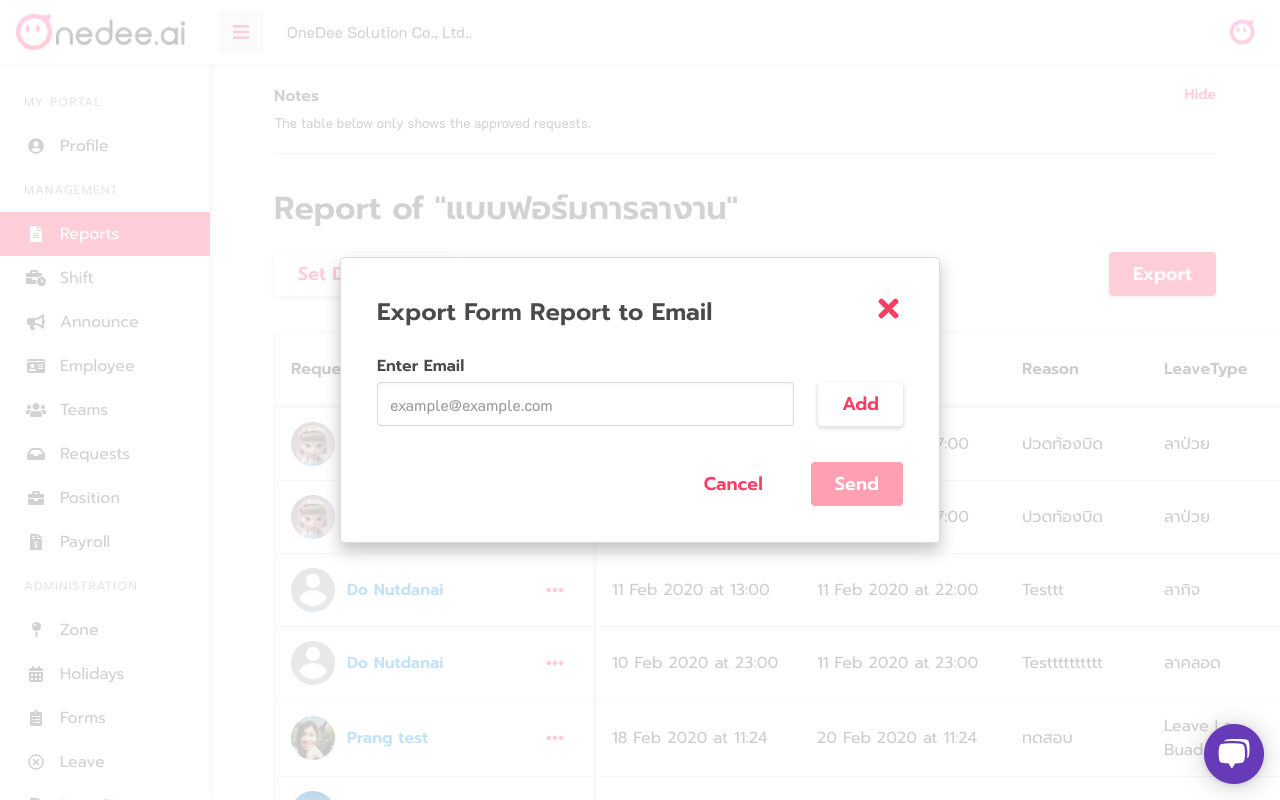 nedee.ai
OneDee Solution Co., Ltd..
MY PORTAL
Profile
MANAGEMENT
Reports
Shift
Announce
Employee
Teams
Requests
Position
Payroll
ADMINISTRATION
Zone
Holidays
Forms
Leave
Notes
Hide
The table below only shows the approved requests.
Report of "แบบฟอร์มการลางาน"
Set D
Export
Export Form Report to Email
Enter Email
example@example.com
Add
Cancel
Send
Reque
Reason
LeaveType
7:00
ปวดท้องบิด
ลาป่วย
7:00
ปวดท้องบิด
ลาป่วย
Do Nutdanai
11 Feb 2020 at 13:00
11 Feb 2020 at 22:00
Testtt
ลากิจ
Do Nutdanai
10 Feb 2020 at 23:00
11 Feb 2020 at 23:00
Testttttttttt
ลาคลอด
Prang test
18 Feb 2020 at 11:24
20 Feb 2020 at 11:24
ทดสอบ
Leave
Buad